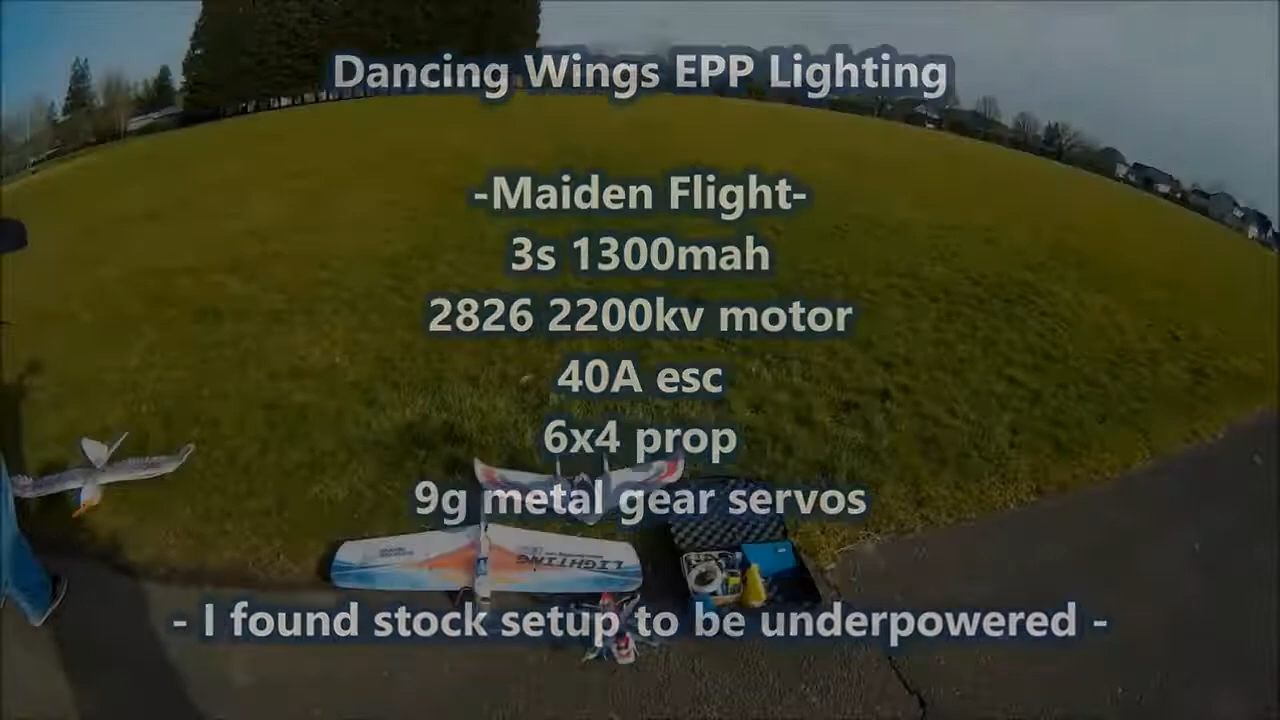 Dancing Wings EPP Lighting
-Maiden Flight-
3s 1300mah
2826 2200kv motor
40A esc
6x4 prop
9g metal gear servos
LIGHTING
- I found stock setup to be underpowered -